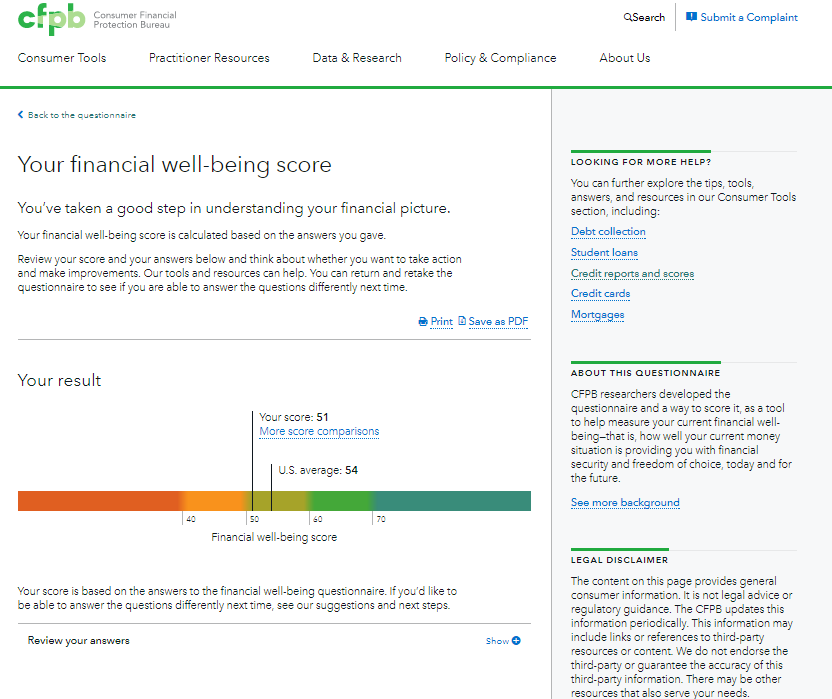 cfpb Consumer Financial
Protection Bureau
Search
Submit a Complaint
Consumer Tools
Practitioner Resources
Data & Research
Policy & Compliance
About Us
Back to the questionnaire
Your financial well-being score
You've taken a good step in understanding your financial picture.
Your financial well-being score is calculated based on the answers you gave.
Review your score and your answers below and think about whether you want to take action
and make improvements. Our tools and resources can help. You can return and retake the
questionnaire to see if you are able to answer the questions differently next time.
Print Save as PDF
Your result
Your score: 51
More score comparisons
U.S. average: 54
40 50 60 70
Financial well-being score
Your score is based on the answers to the financial well-being questionnaire. If you'd like to
be able to answer the questions differently next time, see our suggestions and next steps.
Review your answers
Show
LOOKING FOR MORE HELP?
You can further explore the tips, tools,
answers, and resources in our Consumer Tools
section, including:
Debt collection
Student loans
Credit reports and scores
Credit cards
Mortgages
ABOUT THIS QUESTIONNAIRE
CFPB researchers developed the
questionnaire and a way to score it, as a tool
to help measure your current financial well-
being—that is, how well your current money
situation is providing you with financial
security and freedom of choice, today and for
the future.
See more background
LEGAL DISCLAIMER
The content on this page provides general
consumer information. It is not legal advice or
regulatory guidance. The CFPB updates this
information periodically. This information may
include links or references to third-party
resources or content. We do not endorse the
third-party or guarantee the accuracy of this
third-party information. There may be other
resources that also serve your needs.